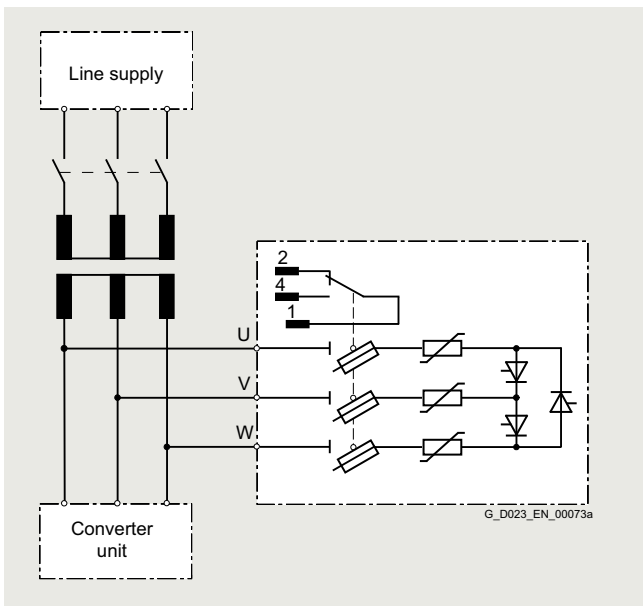 Line supply
2
4
1
U
V
W
G_D023_EN_00073a
Converter
unit